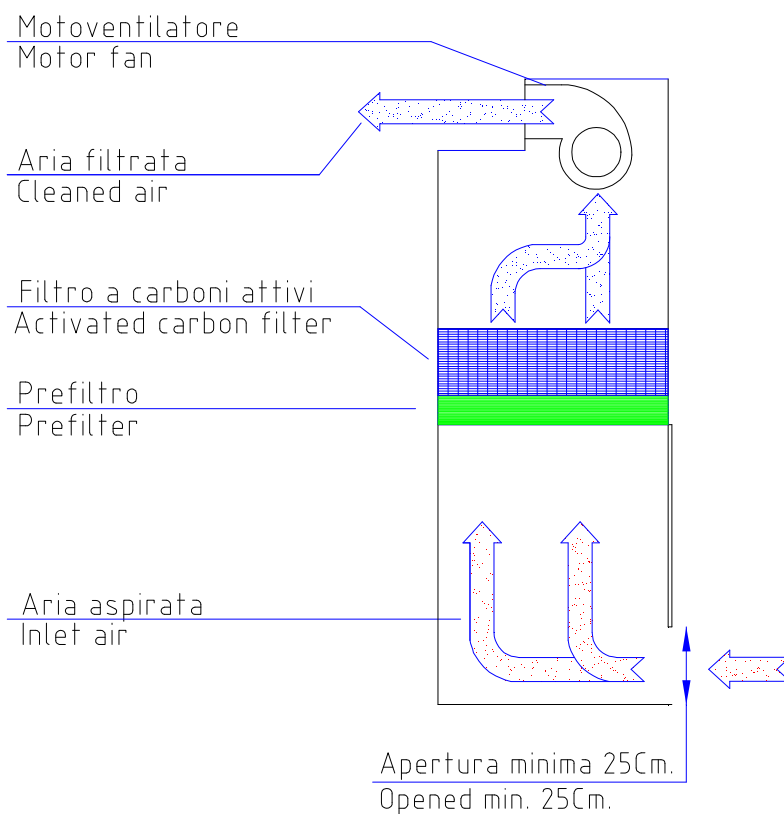 Motoventilatore
Motor fan
Aria filtrata
Cleaned air
Filtro a carboni attivi
Activated carbon filter
Prefiltro
Prefilter
Aria aspirata
Inlet air
Apertura minima 25Cm.
Opened min. 25Cm.